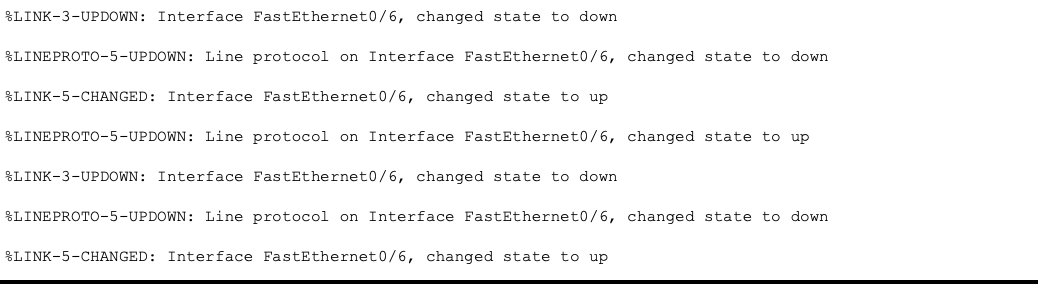 %LINK-3-UPDOWN: Interface FastEthernet0/6, changed state to down
%LINEPROTO-5-UPDOWN: Line protocol on Interface FastEthernet0/6, changed state to down
%LINK-5-CHANGED: Interface FastEthernet0/6, changed state to up
%LINEPROTO-5-UPDOWN: Line protocol on Interface FastEthernet0/6, changed state to up
%LINK-3-UPDOWN: Interface FastEthernet0/6, changed state to down
%LINEPROTO-5-UPDOWN: Line protocol on Interface FastEthernet0/6, changed state to down
%LINK-5-CHANGED: Interface FastEthernet0/6, changed state to up